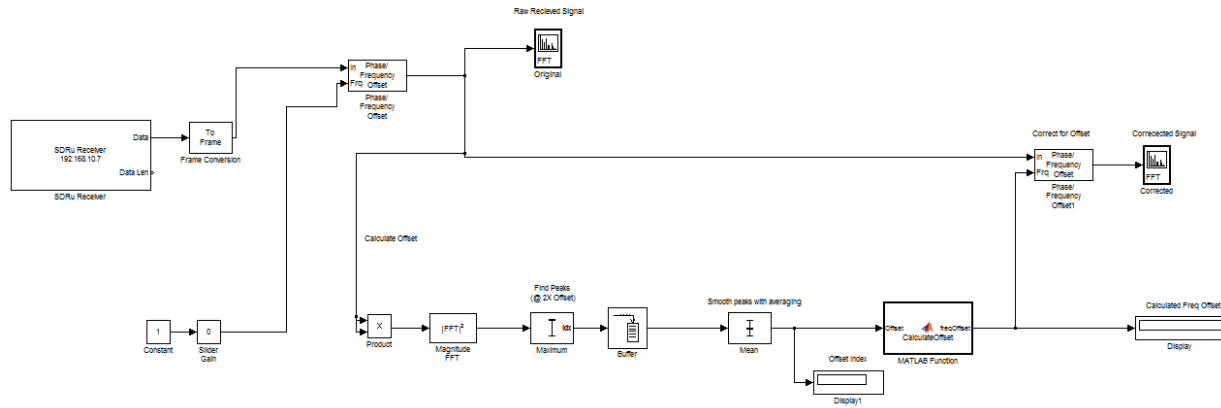 Raw Recieved Signal
FFT
Original
In
Frq
Phase/
Frequency
Offset
Phase/
Frequency
Offset
SDRu Receiver
192.168.10.7
Data
Data Len
SDRu Receiver
To
Frame
Frame Conversion
Correct for Offset
In
Frq
Phase/
Frequency
Offset
Phase/
Frequency
Offset1
Correcected Signal
FFT
Corrected
Calculate Offset
1
Constant
0
Slider
Gain
X
Product
|FFT|²
Magnitude
FFT
Find Peaks
(@ 2X Offset)
Idx
Maximum
Buffer
Smooth peaks with averaging
Mean
Offset Index
Display1
Offset
freqOffset
CalculateOffset
MATLAB Function
Calculated Freq Offset
Display